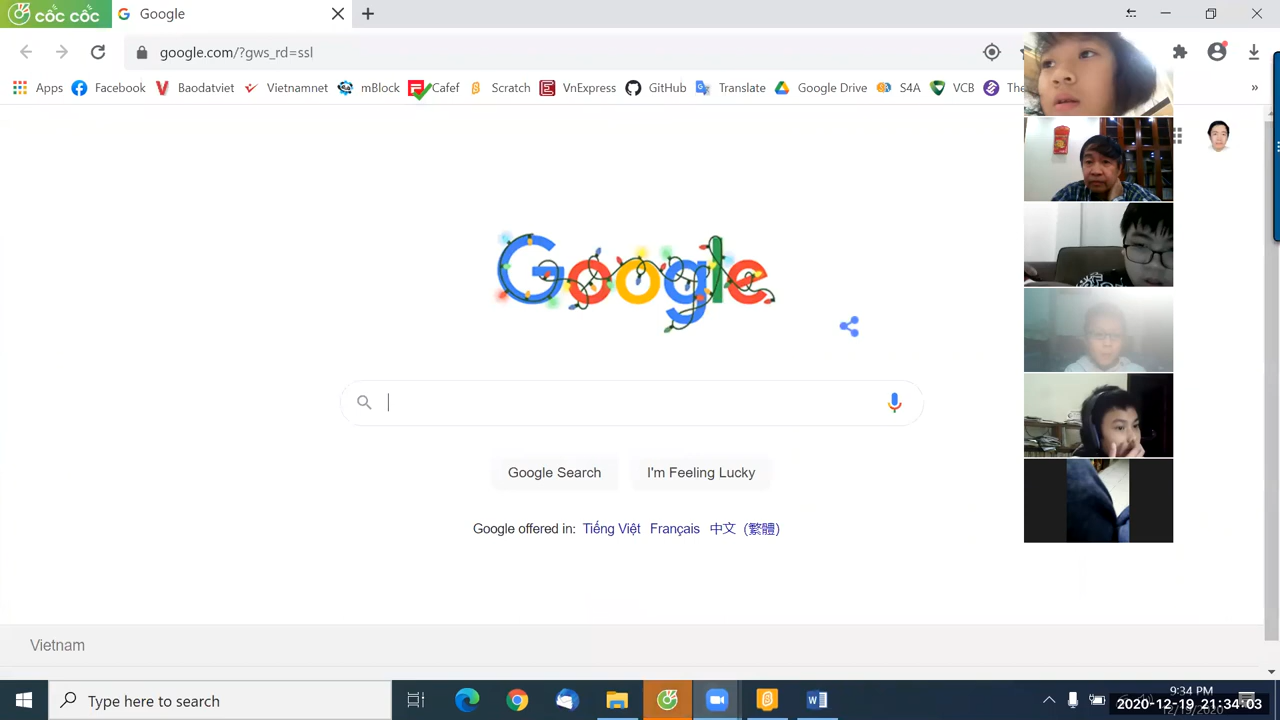 cốc cốc
Google
google.com/?gws_rd=ssl
Apps Facebook Baodatviet Vietnamnet mBlock Cafef Scratch VnExpress GitHub Translate Google Drive S4A VCB The
Google
Google Search
I'm Feeling Lucky
Google offered in: Tiếng Việt Français 中文 (繁體)
Vietnam
Type here to search
9:34 PM
2020-12-19 21:34:03